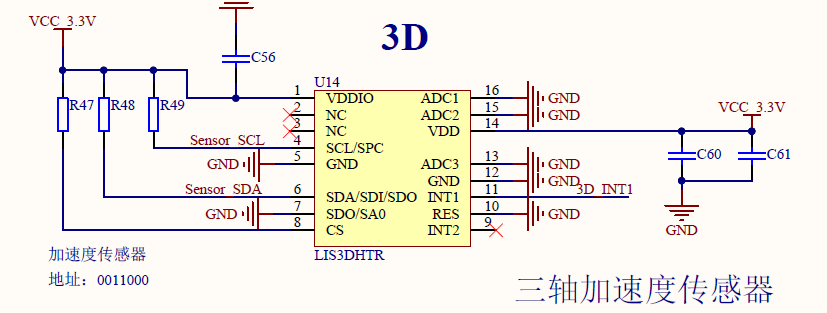 3D
VCC_3.3V
C56
U14
1 VDDIO ADC1 16 GND
2 NC ADC2 15 GND
3 NC VDD 14
4 SCL/SPC
5 GND ADC3 13 GND
GND 12 GND
6 SDA/SDI/SDO INT1 11 3D_INT1
7 SDO/SA0 RES 10 GND
8 CS INT2 9
LIS3DHTR
R47 R48 R49
Sensor_SCL
GND
Sensor_SDA
GND
VCC_3.3V
C60 C61
GND
加速度传感器
地址：0011000
三轴加速度传感器